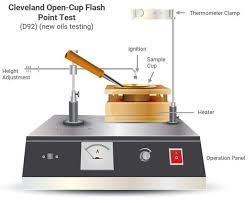 Cleveland Open-Cup Flash
Point Test
(D92) (new oils testing)
Thermometer Clamp
Ignition
Sample
Cup
Height
Adjustment
Heater
A
Operation Panel